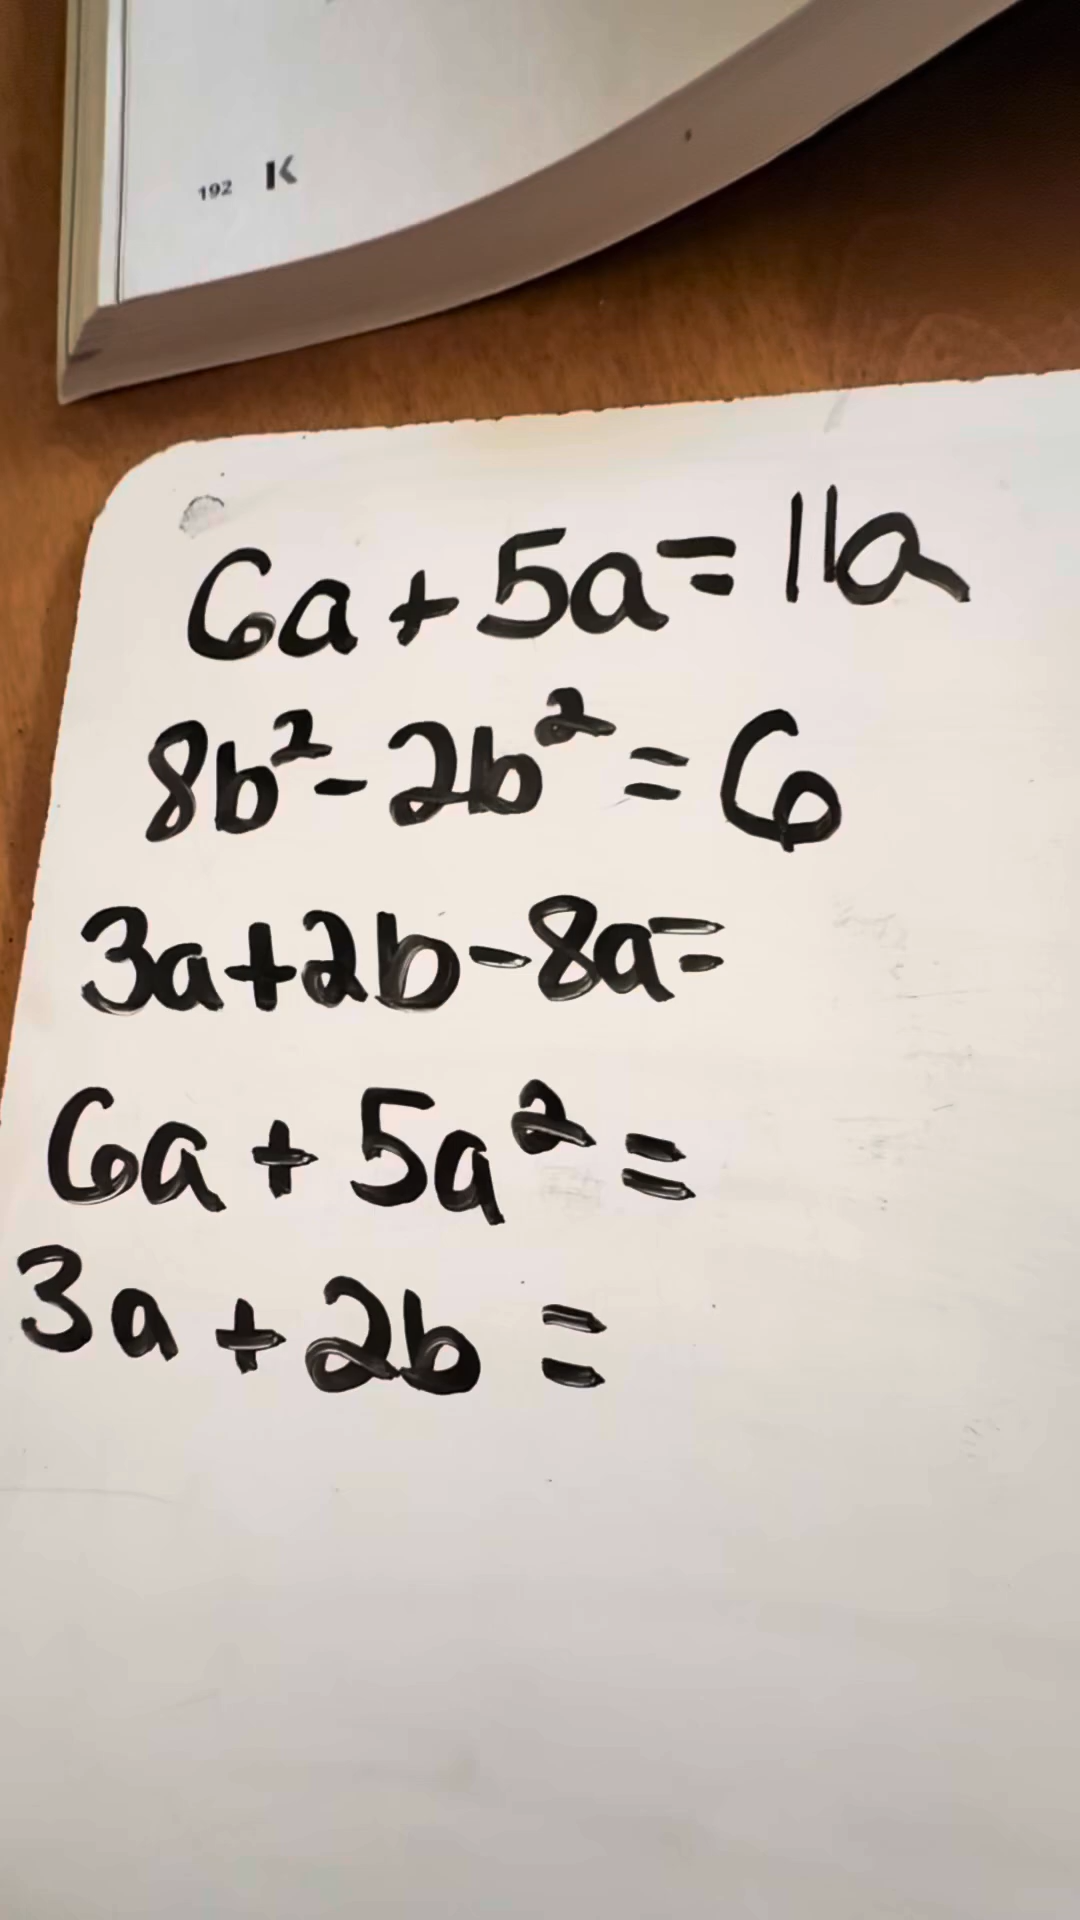 192 K
6a + 5a = 11a
8b² - 2b² = 6
3a + 2b - 8a =
6a + 5a² =
3a + 2b =